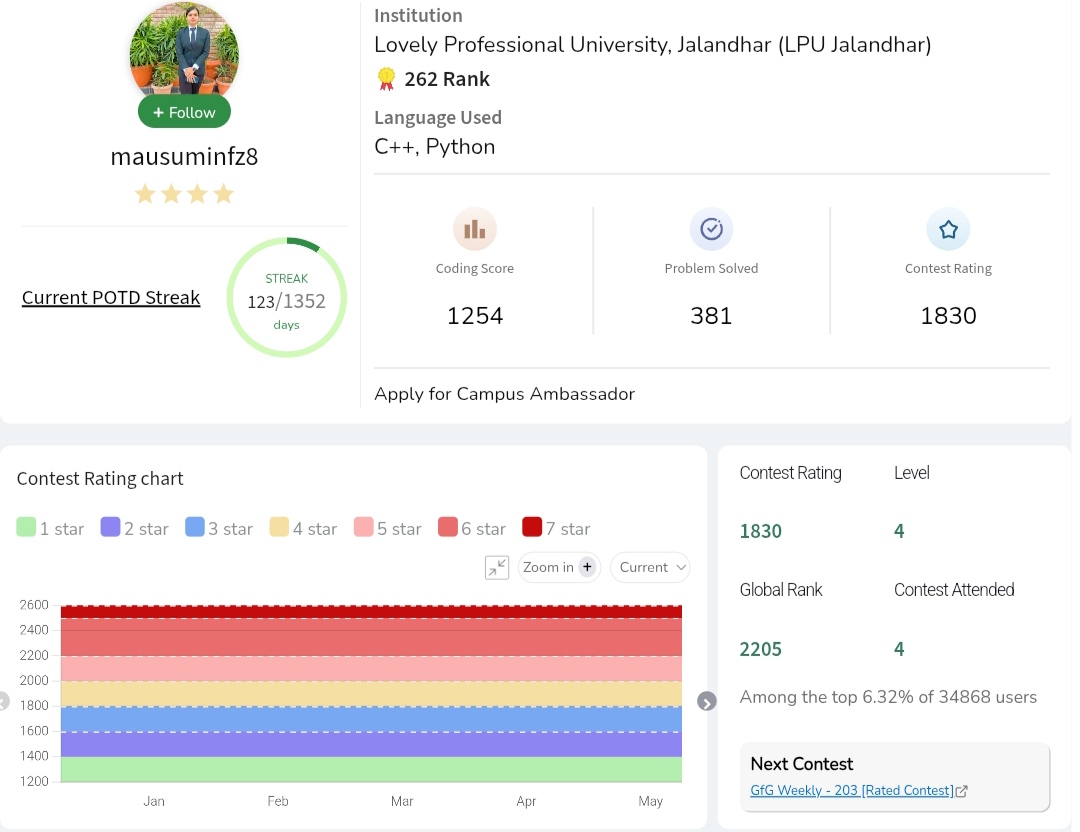 + Follow
mausuminfz8
Current POTD Streak
STREAK
123/1352
days
Institution
Lovely Professional University, Jalandhar (LPU Jalandhar)
262 Rank
Language Used
C++, Python
Coding Score
1254
Problem Solved
381
Contest Rating
1830
Apply for Campus Ambassador
Contest Rating chart
1 star 2 star 3 star 4 star 5 star 6 star 7 star
Zoom in + Current
2600
2400
2200
2000
1800
1600
1400
1200
Jan Feb Mar Apr May
Contest Rating Level
1830 4
Global Rank Contest Attended
2205 4
Among the top 6.32% of 34868 users
Next Contest
GfG Weekly - 203 [Rated Contest]